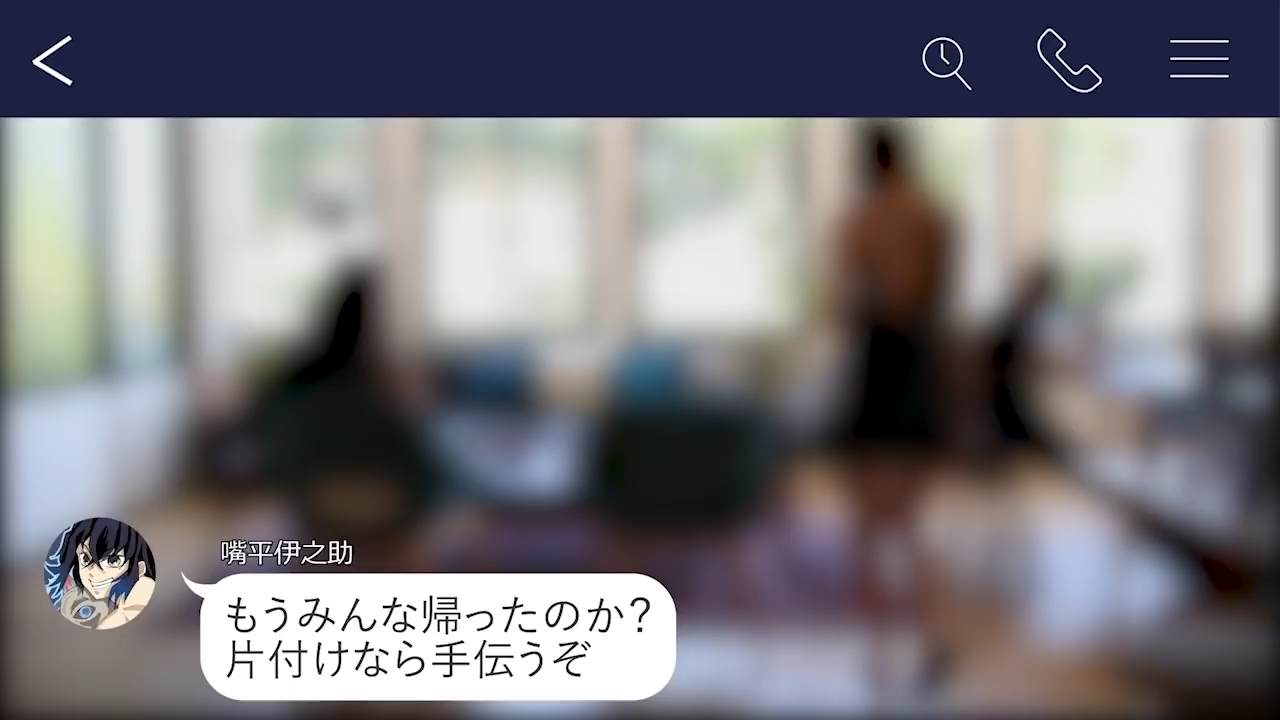 嘴平伊之助
もうみんな帰ったのか?
片付けなら手伝うぞ